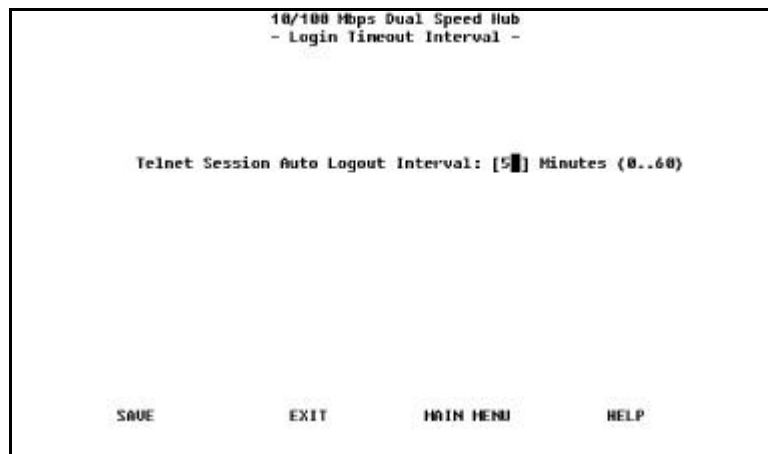 10/100 Mbps Dual Speed Hub
- Login Timeout Interval -
Telnet Session Auto Logout Interval: [5 ] Minutes (0..60)
SAVE EXIT MAIN MENU HELP